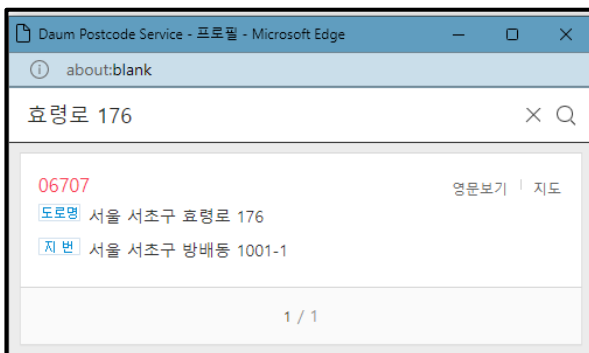 Daum Postcode Service - 프로필 - Microsoft Edge
about:blank
효령로 176
06707
영문보기 지도
도로명 서울 서초구 효령로 176
지번 서울 서초구 방배동 1001-1
1 / 1